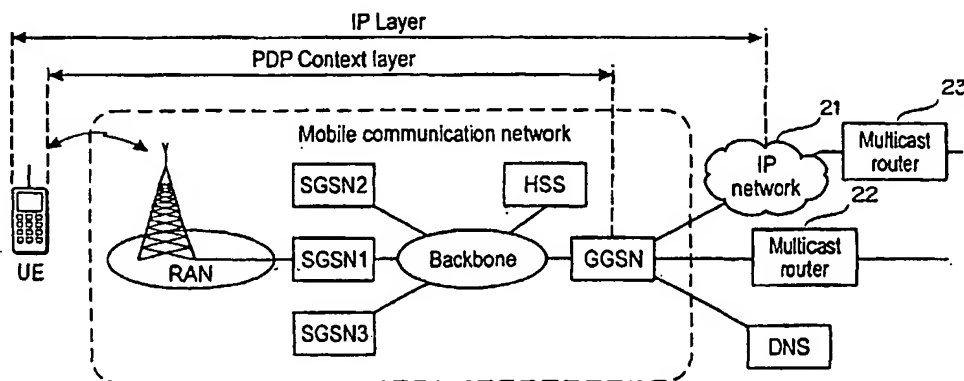 IP Layer
PDP Context layer
Mobile communication network
21
23
Multicast
router
IP
network
22
SGSN2
HSS
UE
RAN
SGSN1
Backbone
GGSN
Multicast
router
SGSN3
DNS